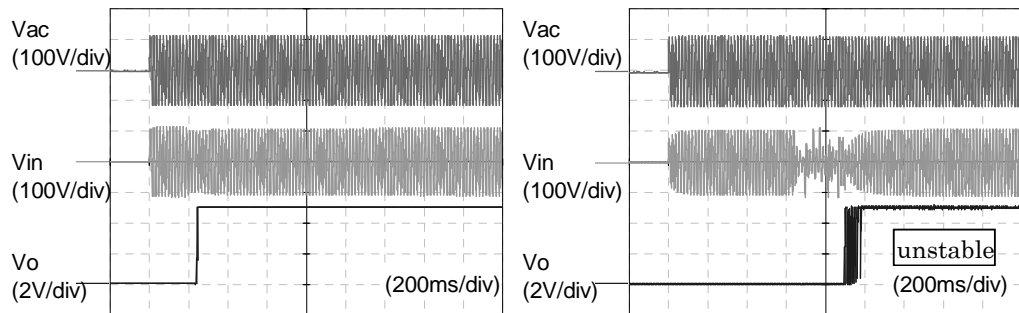 Vac
(100V/div)
Vin
(100V/div)
Vo
(2V/div)
(200ms/div)
Vac
(100V/div)
Vin
(100V/div)
Vo
(2V/div)
unstable
(200ms/div)